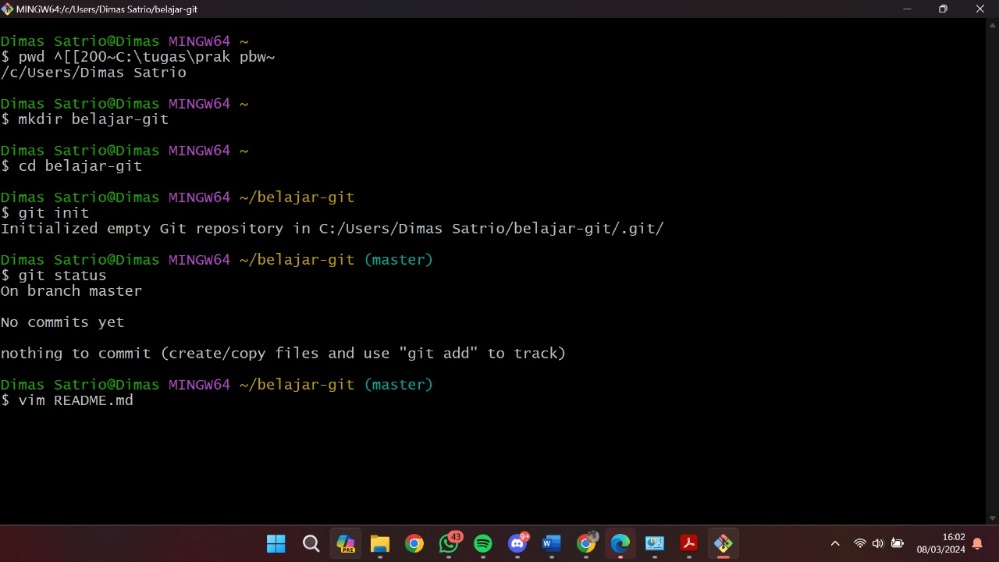 MINGW64:/c/Users/Dimas Satrio/belajar-git
Dimas Satrio@Dimas MINGW64 ~
$ pwd ^[[200~C:\tugas\prak pbw~
/c/Users/Dimas Satrio
Dimas Satrio@Dimas MINGW64 ~
$ mkdir belajar-git
Dimas Satrio@Dimas MINGW64 ~
$ cd belajar-git
Dimas Satrio@Dimas MINGW64 ~/belajar-git
$ git init
Initialized empty Git repository in C:/Users/Dimas Satrio/belajar-git/.git/
Dimas Satrio@Dimas MINGW64 ~/belajar-git (master)
$ git status
On branch master
No commits yet
nothing to commit (create/copy files and use "git add" to track)
Dimas Satrio@Dimas MINGW64 ~/belajar-git (master)
$ vim README.md
PRE
43
9+
16:02
08/03/2024